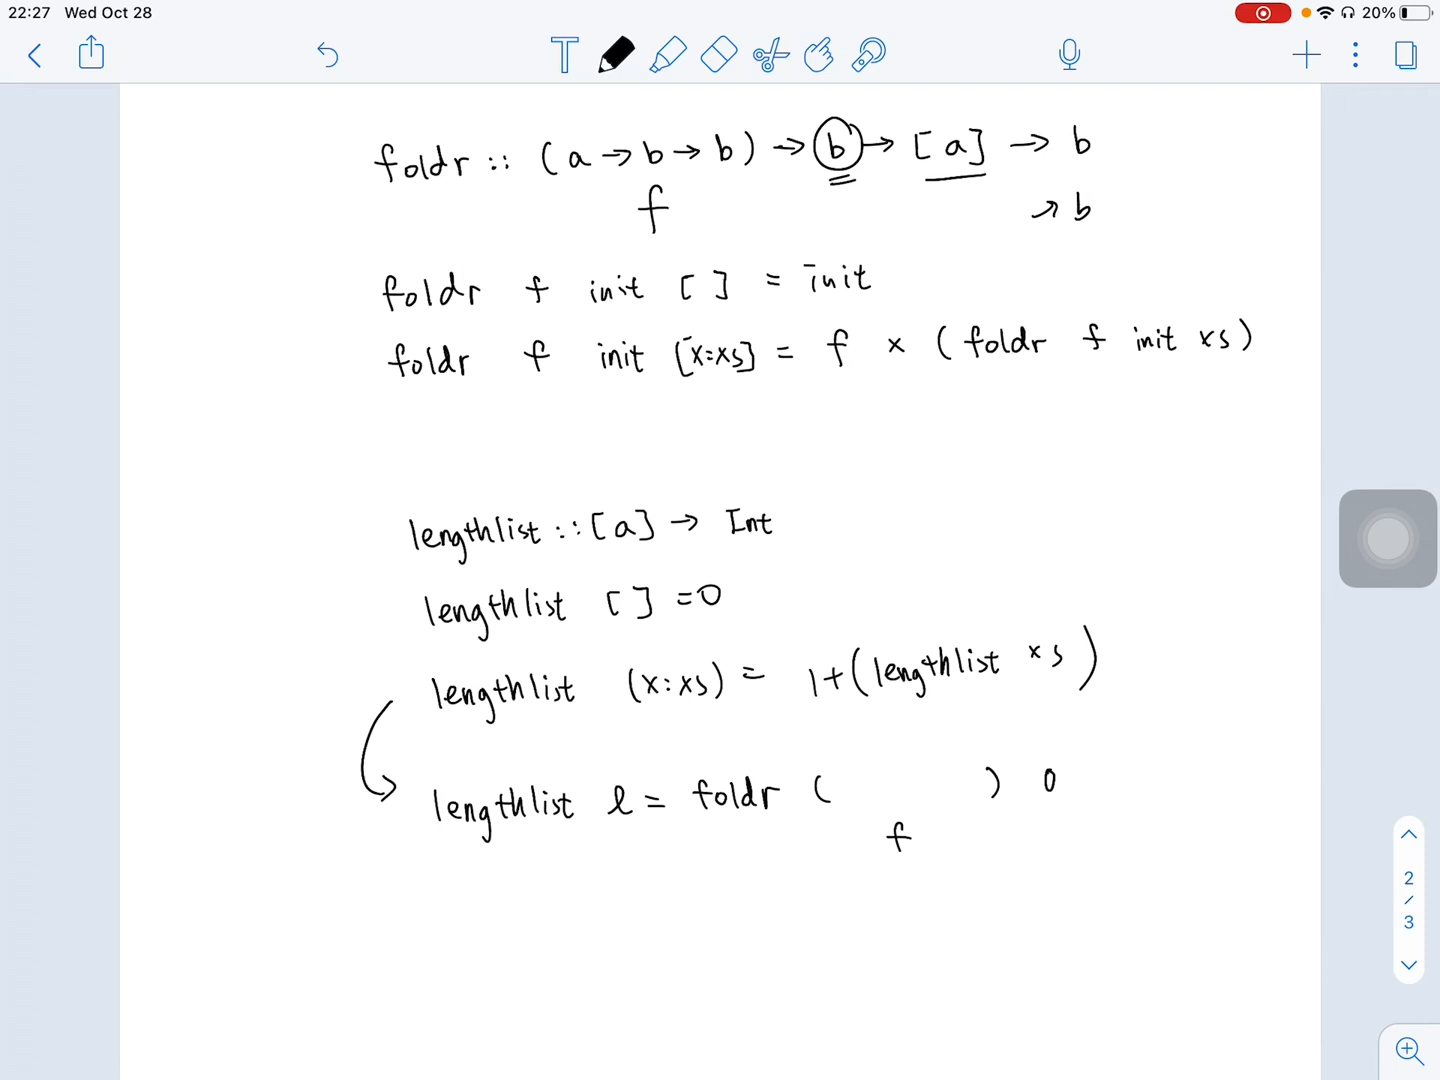 22:27 Wed Oct 28 20%
T
foldr :: (a → b → b) → b → [a] → b
f → b
foldr f init [ ] = init
foldr f init [x:xs] = f x (foldr f init xs)
lengthlist :: [a] → Int
lengthlist [ ] = 0
lengthlist (x:xs) = 1+(lengthlist xs)
lengthlist l = foldr ( ) 0
f
2
/
3